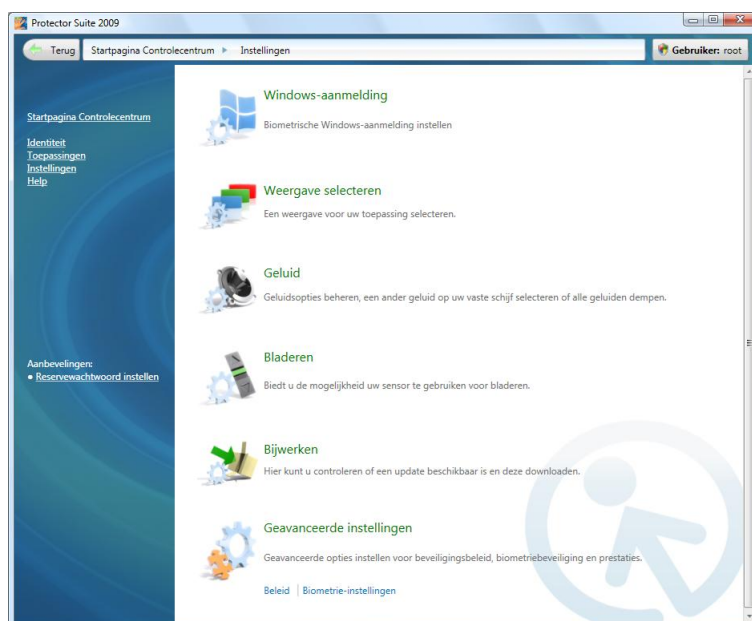 Protector Suite 2009
Terug
Startpagina Controlecentrum
Instellingen
Gebruiker: root
Startpagina Controlecentrum
Identiteit
Toepassingen
Instellingen
Help
Aanbevelingen:
• Reservewachtwoord instellen
Windows-aanmelding
Biometrische Windows-aanmelding instellen
Weergave selecteren
Een weergave voor uw toepassing selecteren.
Geluid
Geluidsopties beheren, een ander geluid op uw vaste schijf selecteren of alle geluiden dempen.
Bladeren
Biedt u de mogelijkheid uw sensor te gebruiken voor bladeren.
Bijwerken
Hier kunt u controleren of een update beschikbaar is en deze downloaden.
Geavanceerde instellingen
Geavanceerde opties instellen voor beveiligingsbeleid, biometriebeveiliging en prestaties.
Beleid | Biometrie-instellingen